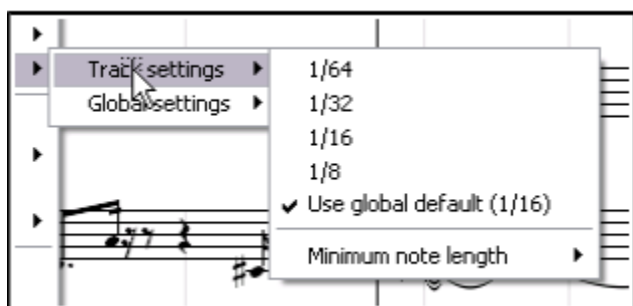 Track settings
Global settings
1/64
1/32
1/16
1/8
Use global default (1/16)
Minimum note length